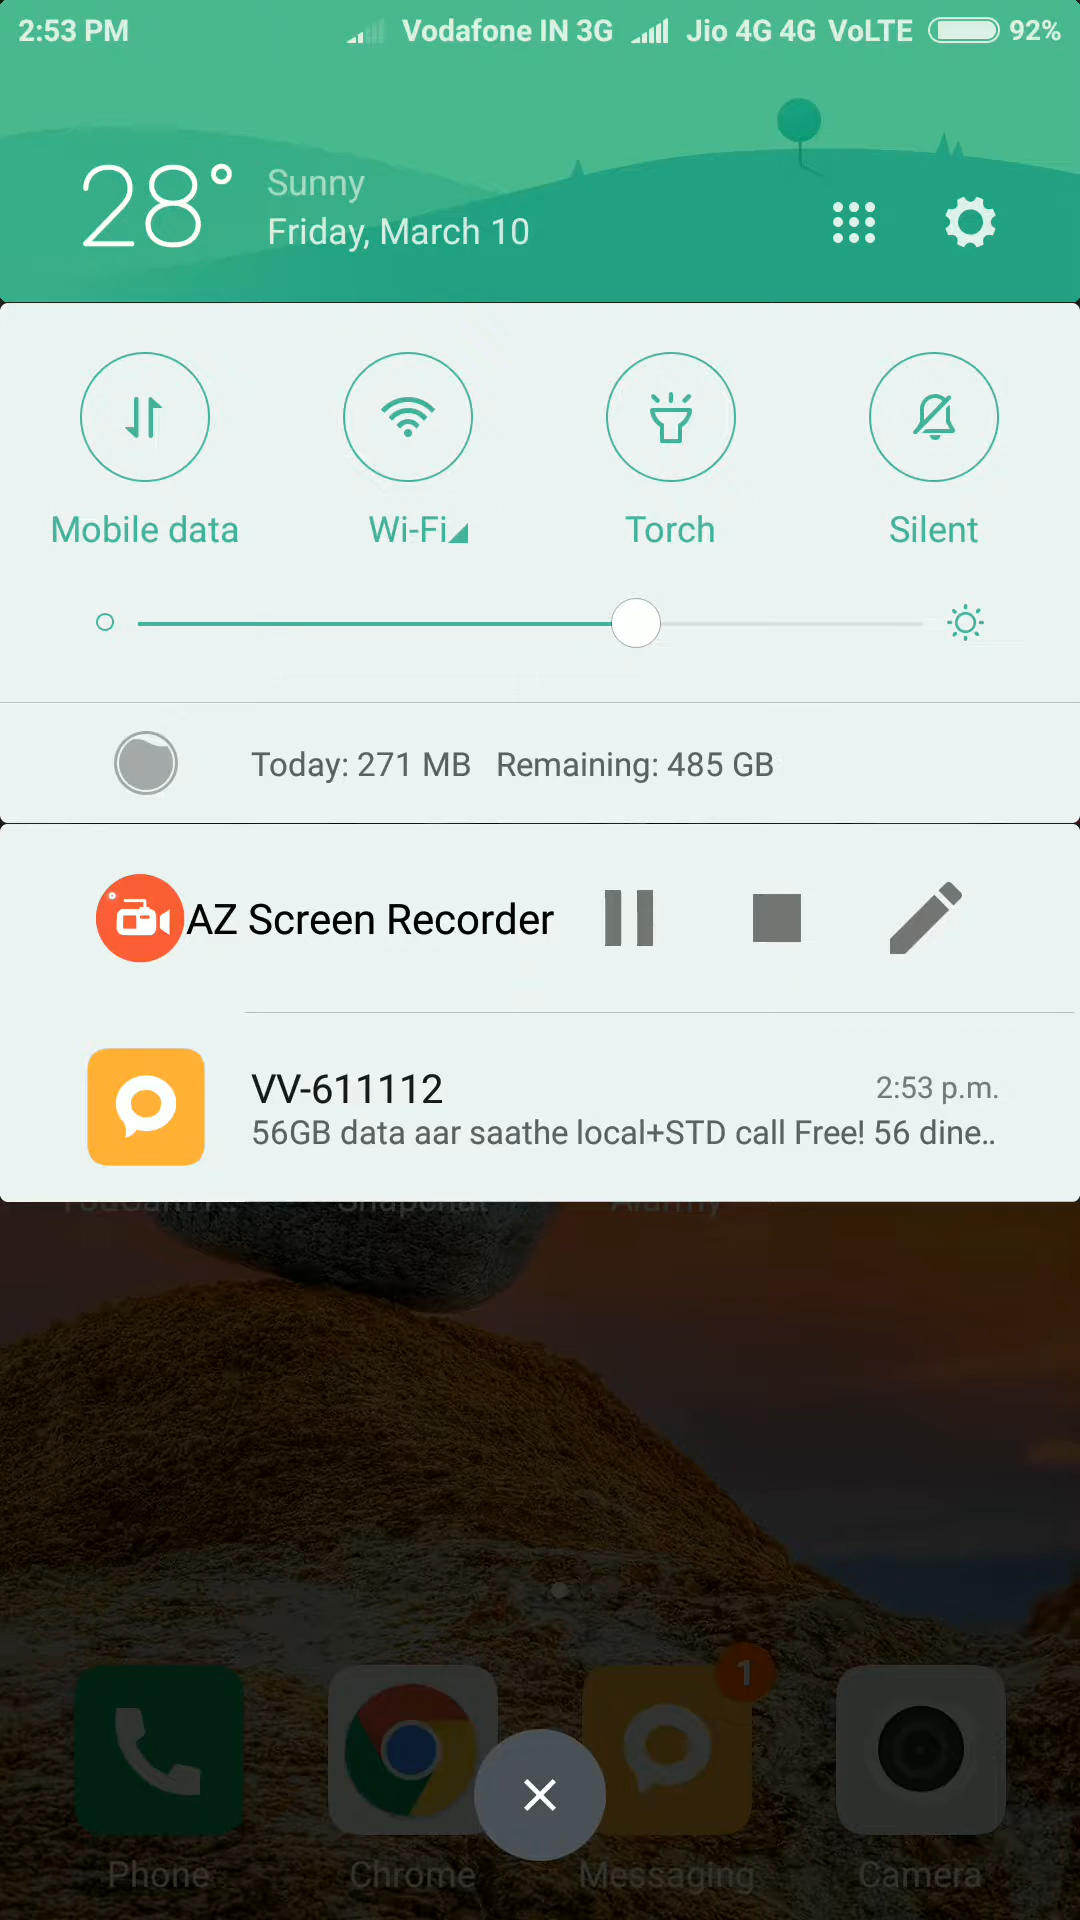 2:53 PM Vodafone IN 3G Jio 4G 4G VoLTE 92%
28° Sunny
Friday, March 10
Mobile data Wi-Fi Torch Silent
Today: 271 MB Remaining: 485 GB
AZ Screen Recorder
VV-611112 2:53 p.m.
56GB data aar saathe local+STD call Free! 56 dine..
Snapchat
1
Phone Chrome Messaging Camera